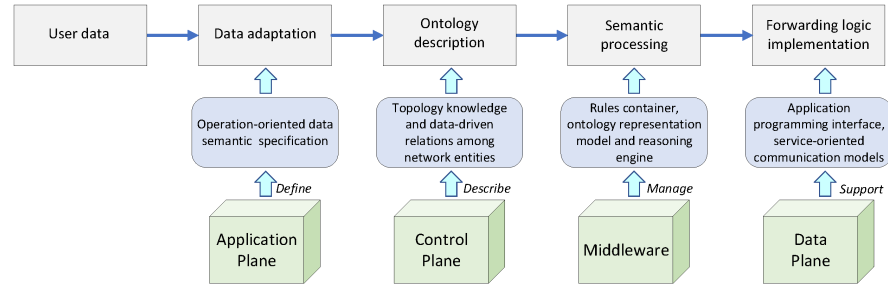 User data
Data adaptation
Ontology
description
Semantic
processing
Forwarding logic
implementation
Operation-oriented data
semantic specification
Topology knowledge
and data-driven
relations among
network entities
Rules container,
ontology representation
model and reasoning
engine
Application
programming interface,
service-oriented
communication models
Define
Describe
Manage
Support
Application
Plane
Control
Plane
Middleware
Data
Plane